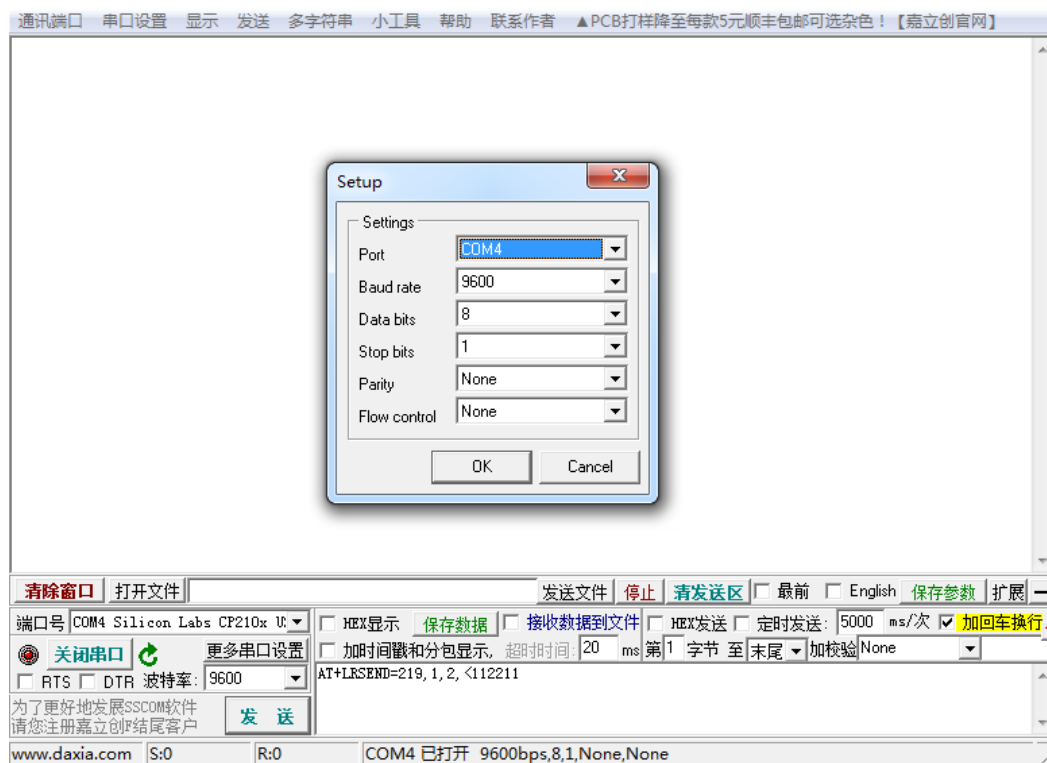 通讯端口 串口设置 显示 发送 多字符串 小工具 帮助 联系作者 ▲PCB打样降至每款5元顺丰包邮可选杂色！【嘉立创官网】
Setup
Settings
Port COM4
Baud rate 9600
Data bits 8
Stop bits 1
Parity None
Flow control None
OK Cancel
清除窗口 打开文件 发送文件 停止 清发送区 最前 English 保存参数 扩展 —
端口号 COM4 Silicon Labs CP210x HEX显示 保存数据 接收数据到文件 HEX发送 定时发送: 5000 ms/次 加回车换行
关闭串口 更多串口设置 加时间戳和分包显示, 超时时间: 20 ms 第1 字节 至 末尾 加校验 None
RTS DTR 波特率: 9600 AT+LRSEND=219,1,2,<112211
为了更好地发展SSCOM软件
请您注册嘉立创F结尾客户
发 送
www.daxia.com S:0 R:0 COM4 已打开 9600bps,8,1,None,None